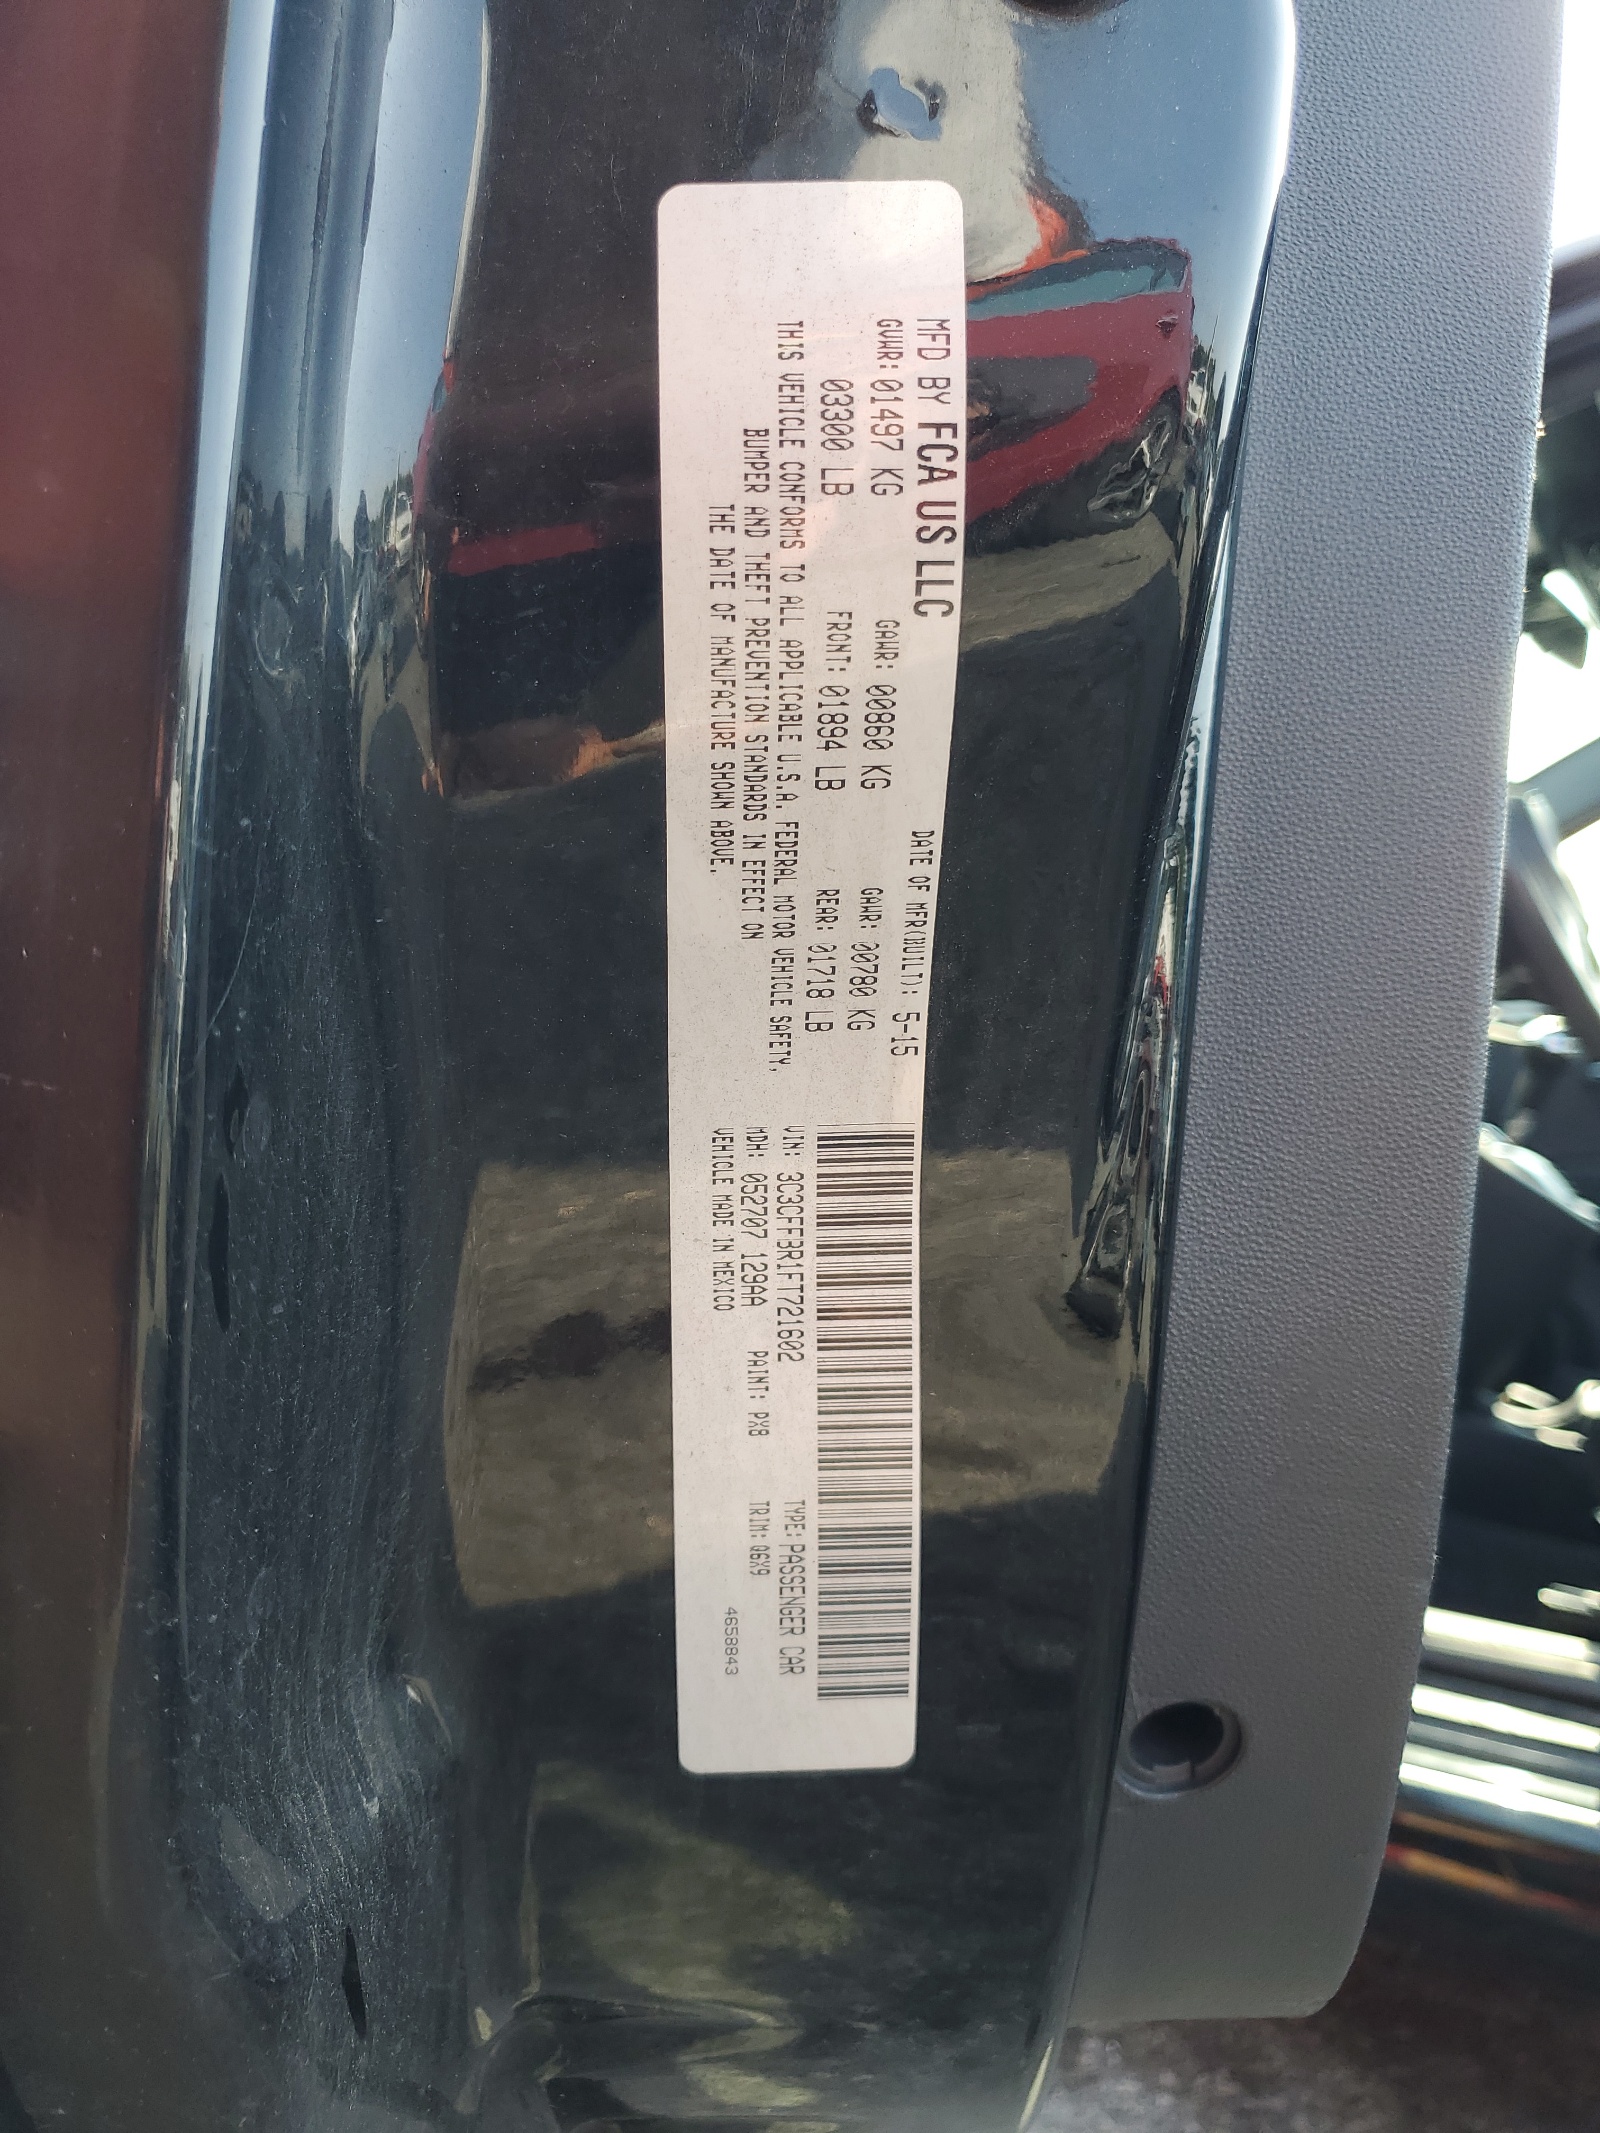 MFD BY FCA US LLC
DATE OF MFR(BUILT): 5-15
GVWR: 01497 KG
GAWR: 00860 KG
GAWR: 00780 KG
03300 LB
FRONT: 01894 LB
REAR: 01718 LB
THIS VEHICLE CONFORMS TO ALL APPLICABLE U.S.A. FEDERAL MOTOR VEHICLE SAFETY,
BUMPER AND THEFT PREVENTION STANDARDS IN EFFECT ON
THE DATE OF MANUFACTURE SHOWN ABOVE.
VIN: 3C3CFFBR1FT721602
TYPE: PASSENGER CAR
MDH: 052707 129AA
PAINT: PX8
TRIM: Q6X9
VEHICLE MADE IN MEXICO
4658843